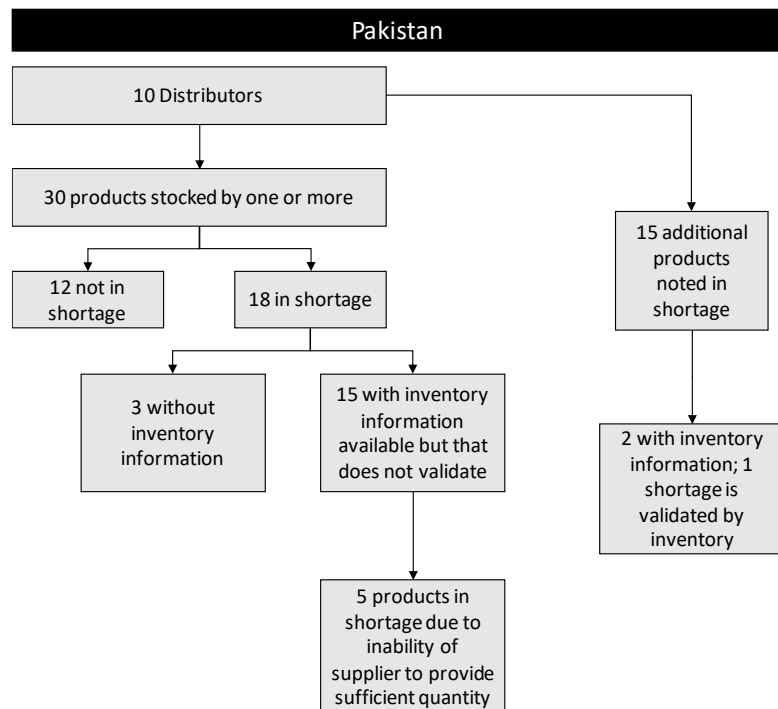 Pakistan
10 Distributors
30 products stocked by one or more
12 not in
shortage
18 in shortage
15 additional
products
noted in
shortage
3 without
inventory
information
15 with inventory
information
available but that
does not validate
2 with inventory
information; 1
shortage is
validated by
inventory
5 products in
shortage due to
inability of
supplier to provide
sufficient quantity